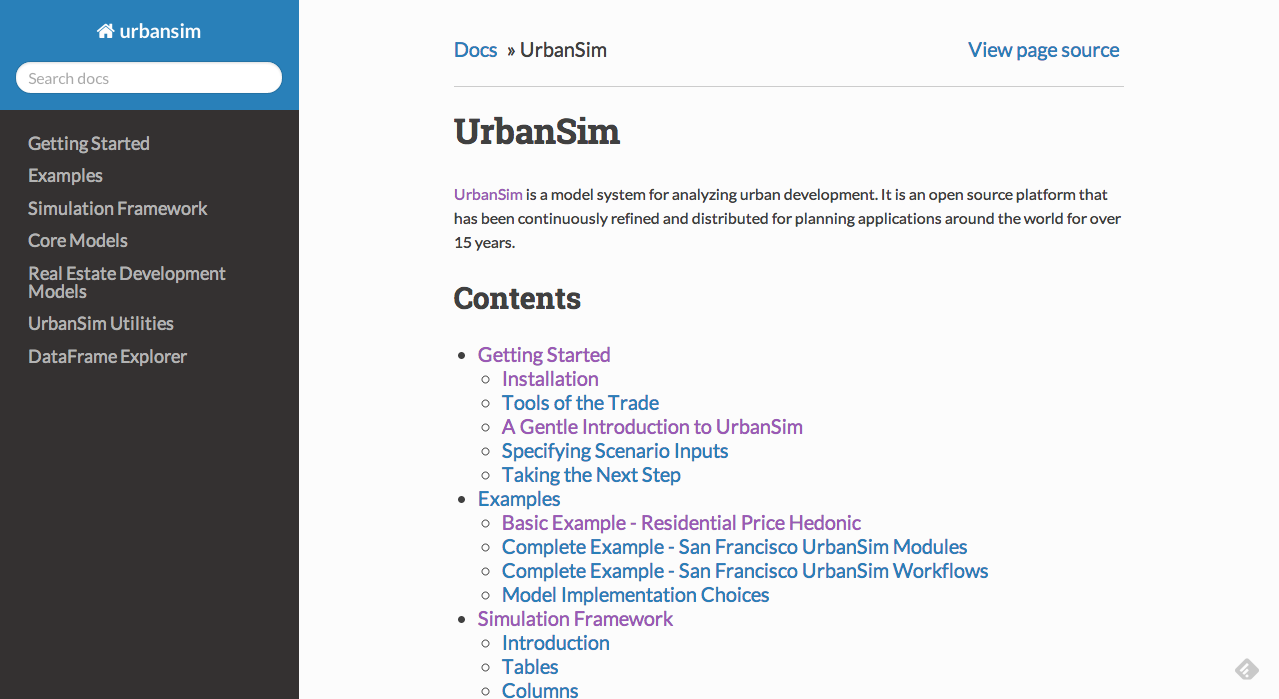 urbansim
Search docs
Getting Started
Examples
Simulation Framework
Core Models
Real Estate Development
Models
UrbanSim Utilities
DataFrame Explorer
Docs » UrbanSim
View page source
UrbanSim
UrbanSim is a model system for analyzing urban development. It is an open source platform that
has been continuously refined and distributed for planning applications around the world for over
15 years.
Contents
Getting Started
Installation
Tools of the Trade
A Gentle Introduction to UrbanSim
Specifying Scenario Inputs
Taking the Next Step
Examples
Basic Example - Residential Price Hedonic
Complete Example - San Francisco UrbanSim Modules
Complete Example - San Francisco UrbanSim Workflows
Model Implementation Choices
Simulation Framework
Introduction
Tables
Columns